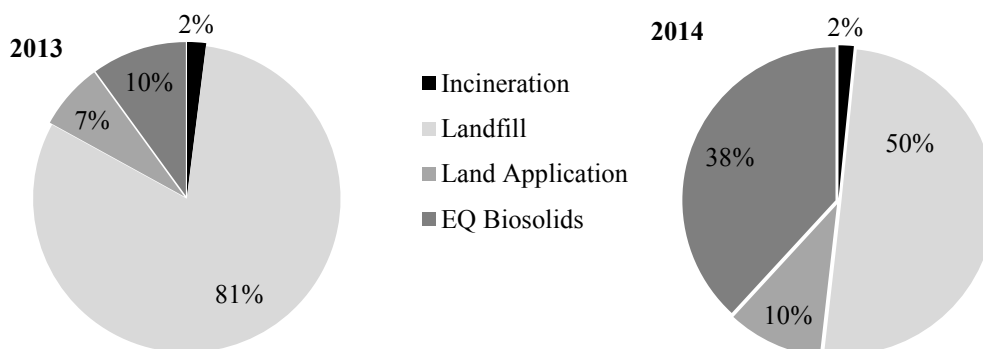 2013
2%
10%
7%
81%
Incineration
Landfill
Land Application
EQ Biosolids
2014
2%
38%
50%
10%